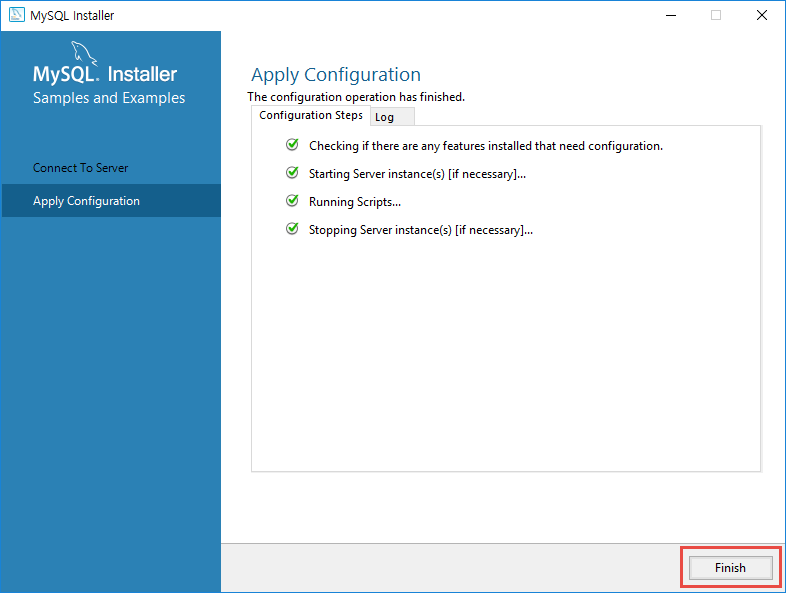 MySQL Installer
MySQL. Installer
Samples and Examples
Connect To Server
Apply Configuration
Apply Configuration
The configuration operation has finished.
Configuration Steps Log
Checking if there are any features installed that need configuration.
Starting Server instance(s) [if necessary]...
Running Scripts...
Stopping Server instance(s) [if necessary]...
Finish